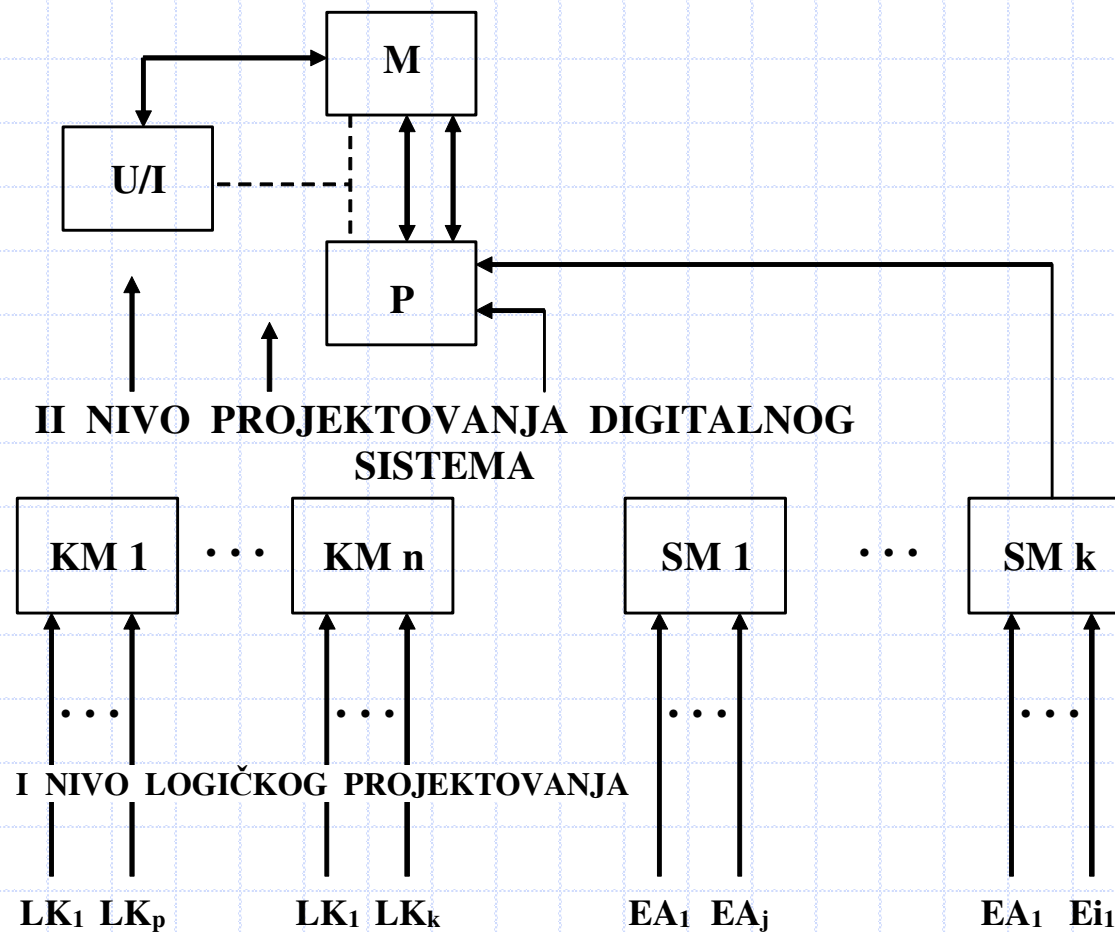 M
U/I
P
II NIVO PROJEKTOVANJA DIGITALNOG
SISTEMA
KM 1 ... KM n SM 1 ... SM k
... ... ... ...
I NIVO LOGIČKOG PROJEKTOVANJA
LK₁ LKₚ LK₁ LKₖ EA₁ EAⱼ EA₁ Ei₁